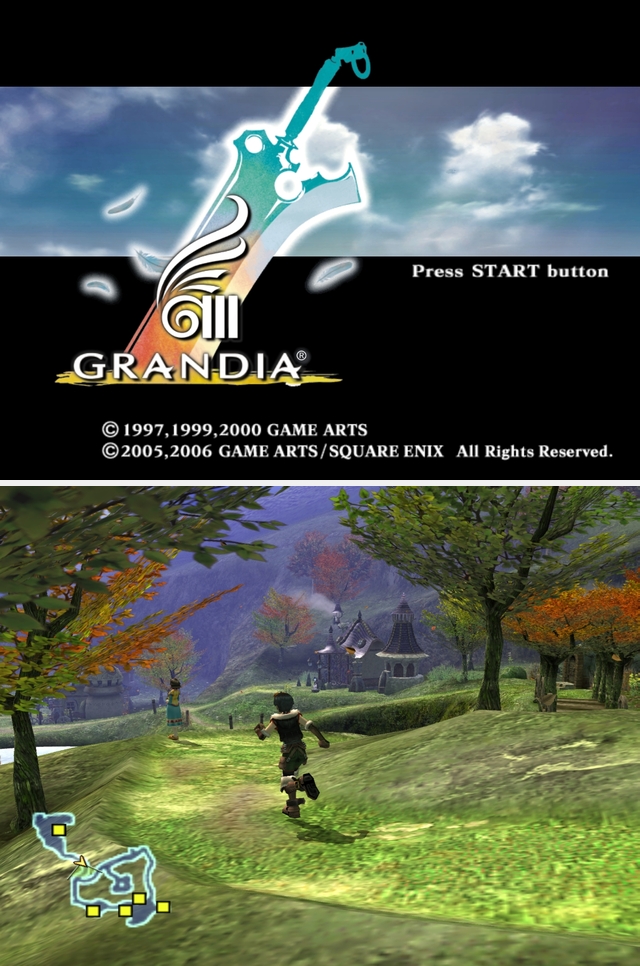 Press START button
III
GRANDIA®
©1997,1999,2000 GAME ARTS
©2005,2006 GAME ARTS/SQUARE ENIX All Rights Reserved.